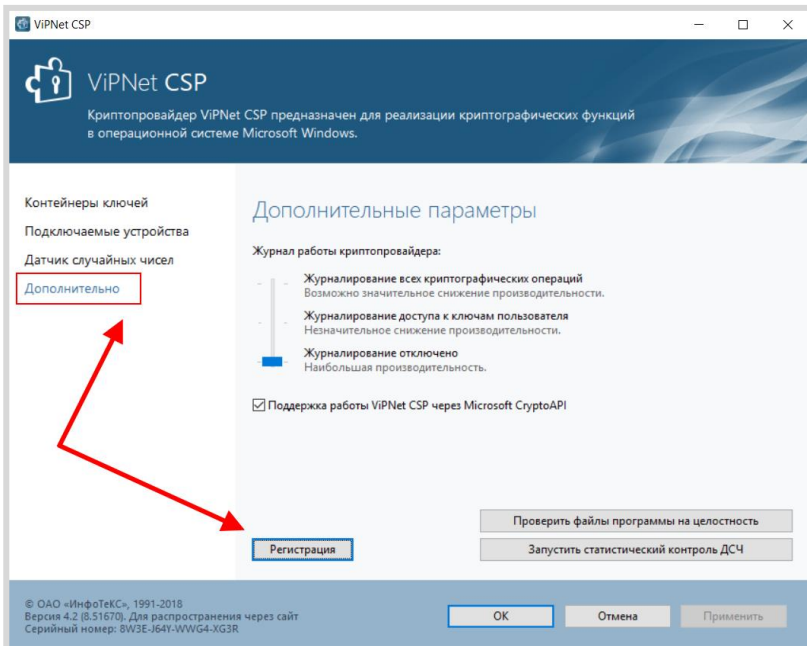 ViPNet CSP
ViPNet CSP
Криптопровайдер ViPNet CSP предназначен для реализации криптографических функций
в операционной системе Microsoft Windows.
Контейнеры ключей
Подключаемые устройства
Датчик случайных чисел
Дополнительно
Дополнительные параметры
Журнал работы криптопровайдера:
Журналирование всех криптографических операций
Возможно значительное снижение производительности.
Журналирование доступа к ключам пользователя
Незначительное снижение производительности.
Журналирование отключено
Наибольшая производительность.
Поддержка работы ViPNet CSP через Microsoft CryptoAPI
Проверить файлы программы на целостность
Регистрация
Запустить статистический контроль ДСЧ
© ОАО «ИнфоТеКС», 1991-2018
Версия 4.2 (8.51670). Для распространения через сайт
Серийный номер: 8W3E-J64Y-WWG4-XG3R
ОК
Отмена
Применить